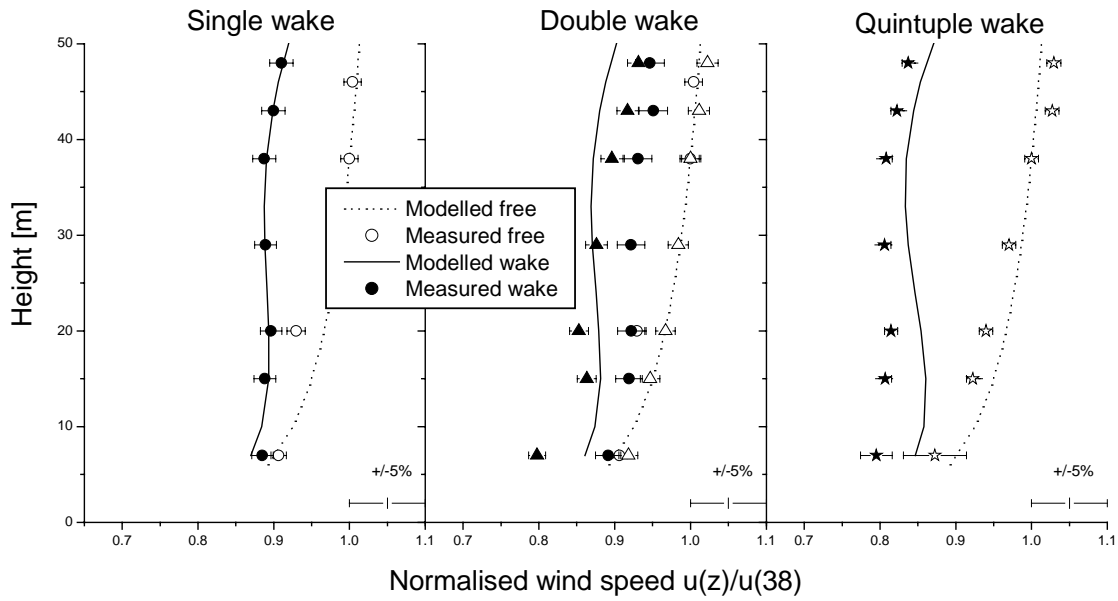 Single wake
Double wake
Quintuple wake
50
40
30
20
10
0
Height [m]
Modelled free
Measured free
Modelled wake
Measured wake
+/-5%
+/-5%
+/-5%
0.7 0.8 0.9 1.0 1.1
0.7 0.8 0.9 1.0 1.1
0.7 0.8 0.9 1.0 1.1
Normalised wind speed u(z)/u(38)